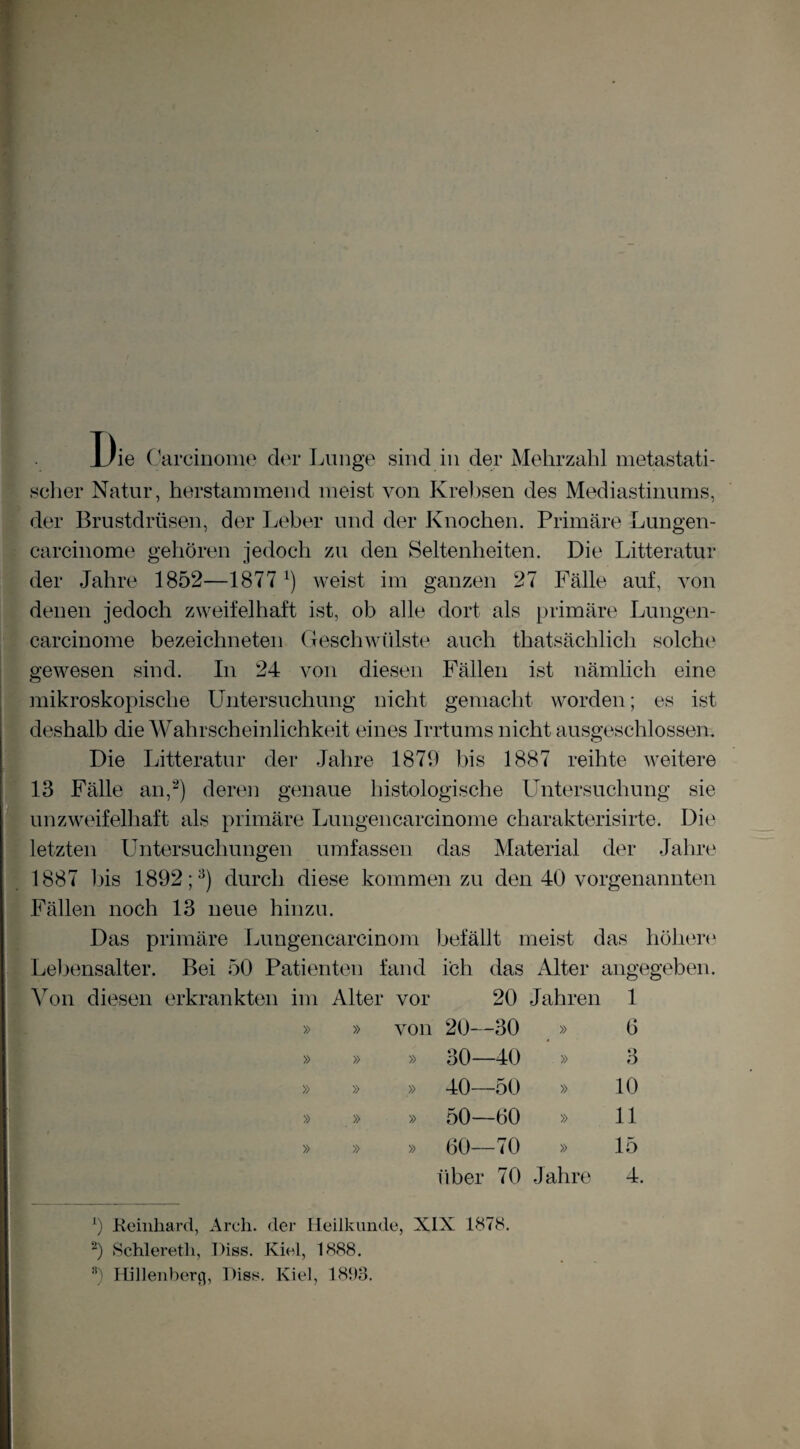 Die Carcinome der Lunge sind in der Mehrzahl metastati-
scher Natur, herstammend meist von Krebsen des Mediastinums,
der Brustdrüsen, der Leber und der Knochen. Primäre Lungen-
carcinome gehören jedoch zu den Seltenheiten. Die Litteratur
der Jahre 1852—1877 ¹) weist im ganzen 27 Fälle auf, von
denen jedoch zweifelhaft ist, ob alle dort als primäre Lungen-
carcinome bezeichneten Geschwülste auch thatsächlich solche
gewesen sind. In 24 von diesen Fällen ist nämlich eine
mikroskopische Untersuchung nicht gemacht worden; es ist
deshalb die Wahrscheinlichkeit eines Irrtums nicht ausgeschlossen.
Die Litteratur der Jahre 1879 bis 1887 reihte weitere
13 Fälle an,²) deren genaue histologische Untersuchung sie
unzweifelhaft als primäre Lungencarcinome charakterisirte. Die
letzten Untersuchungen umfassen das Material der Jahre
1887 bis 1892;³) durch diese kommen zu den 40 vorgenannten
Fällen noch 13 neue hinzu.
Das primäre Lungencarcinom befällt meist das höhere
Lebensalter. Bei 50 Patienten fand ich das Alter angegeben.
Von diesen erkrankten im Alter vor 20 Jahren 1
» » von 20—30 » 6
» » » 30—40 » 3
» » » 40—50 » 10
» » » 50—60 » 11
» » » 60—70 » 15
über 70 Jahre 4.
¹) Reinhard, Arch. der Heilkunde, XIX 1878.
²) Schlereth, Diss. Kiel, 1888.
³) Hillenberg, Diss. Kiel, 1893.